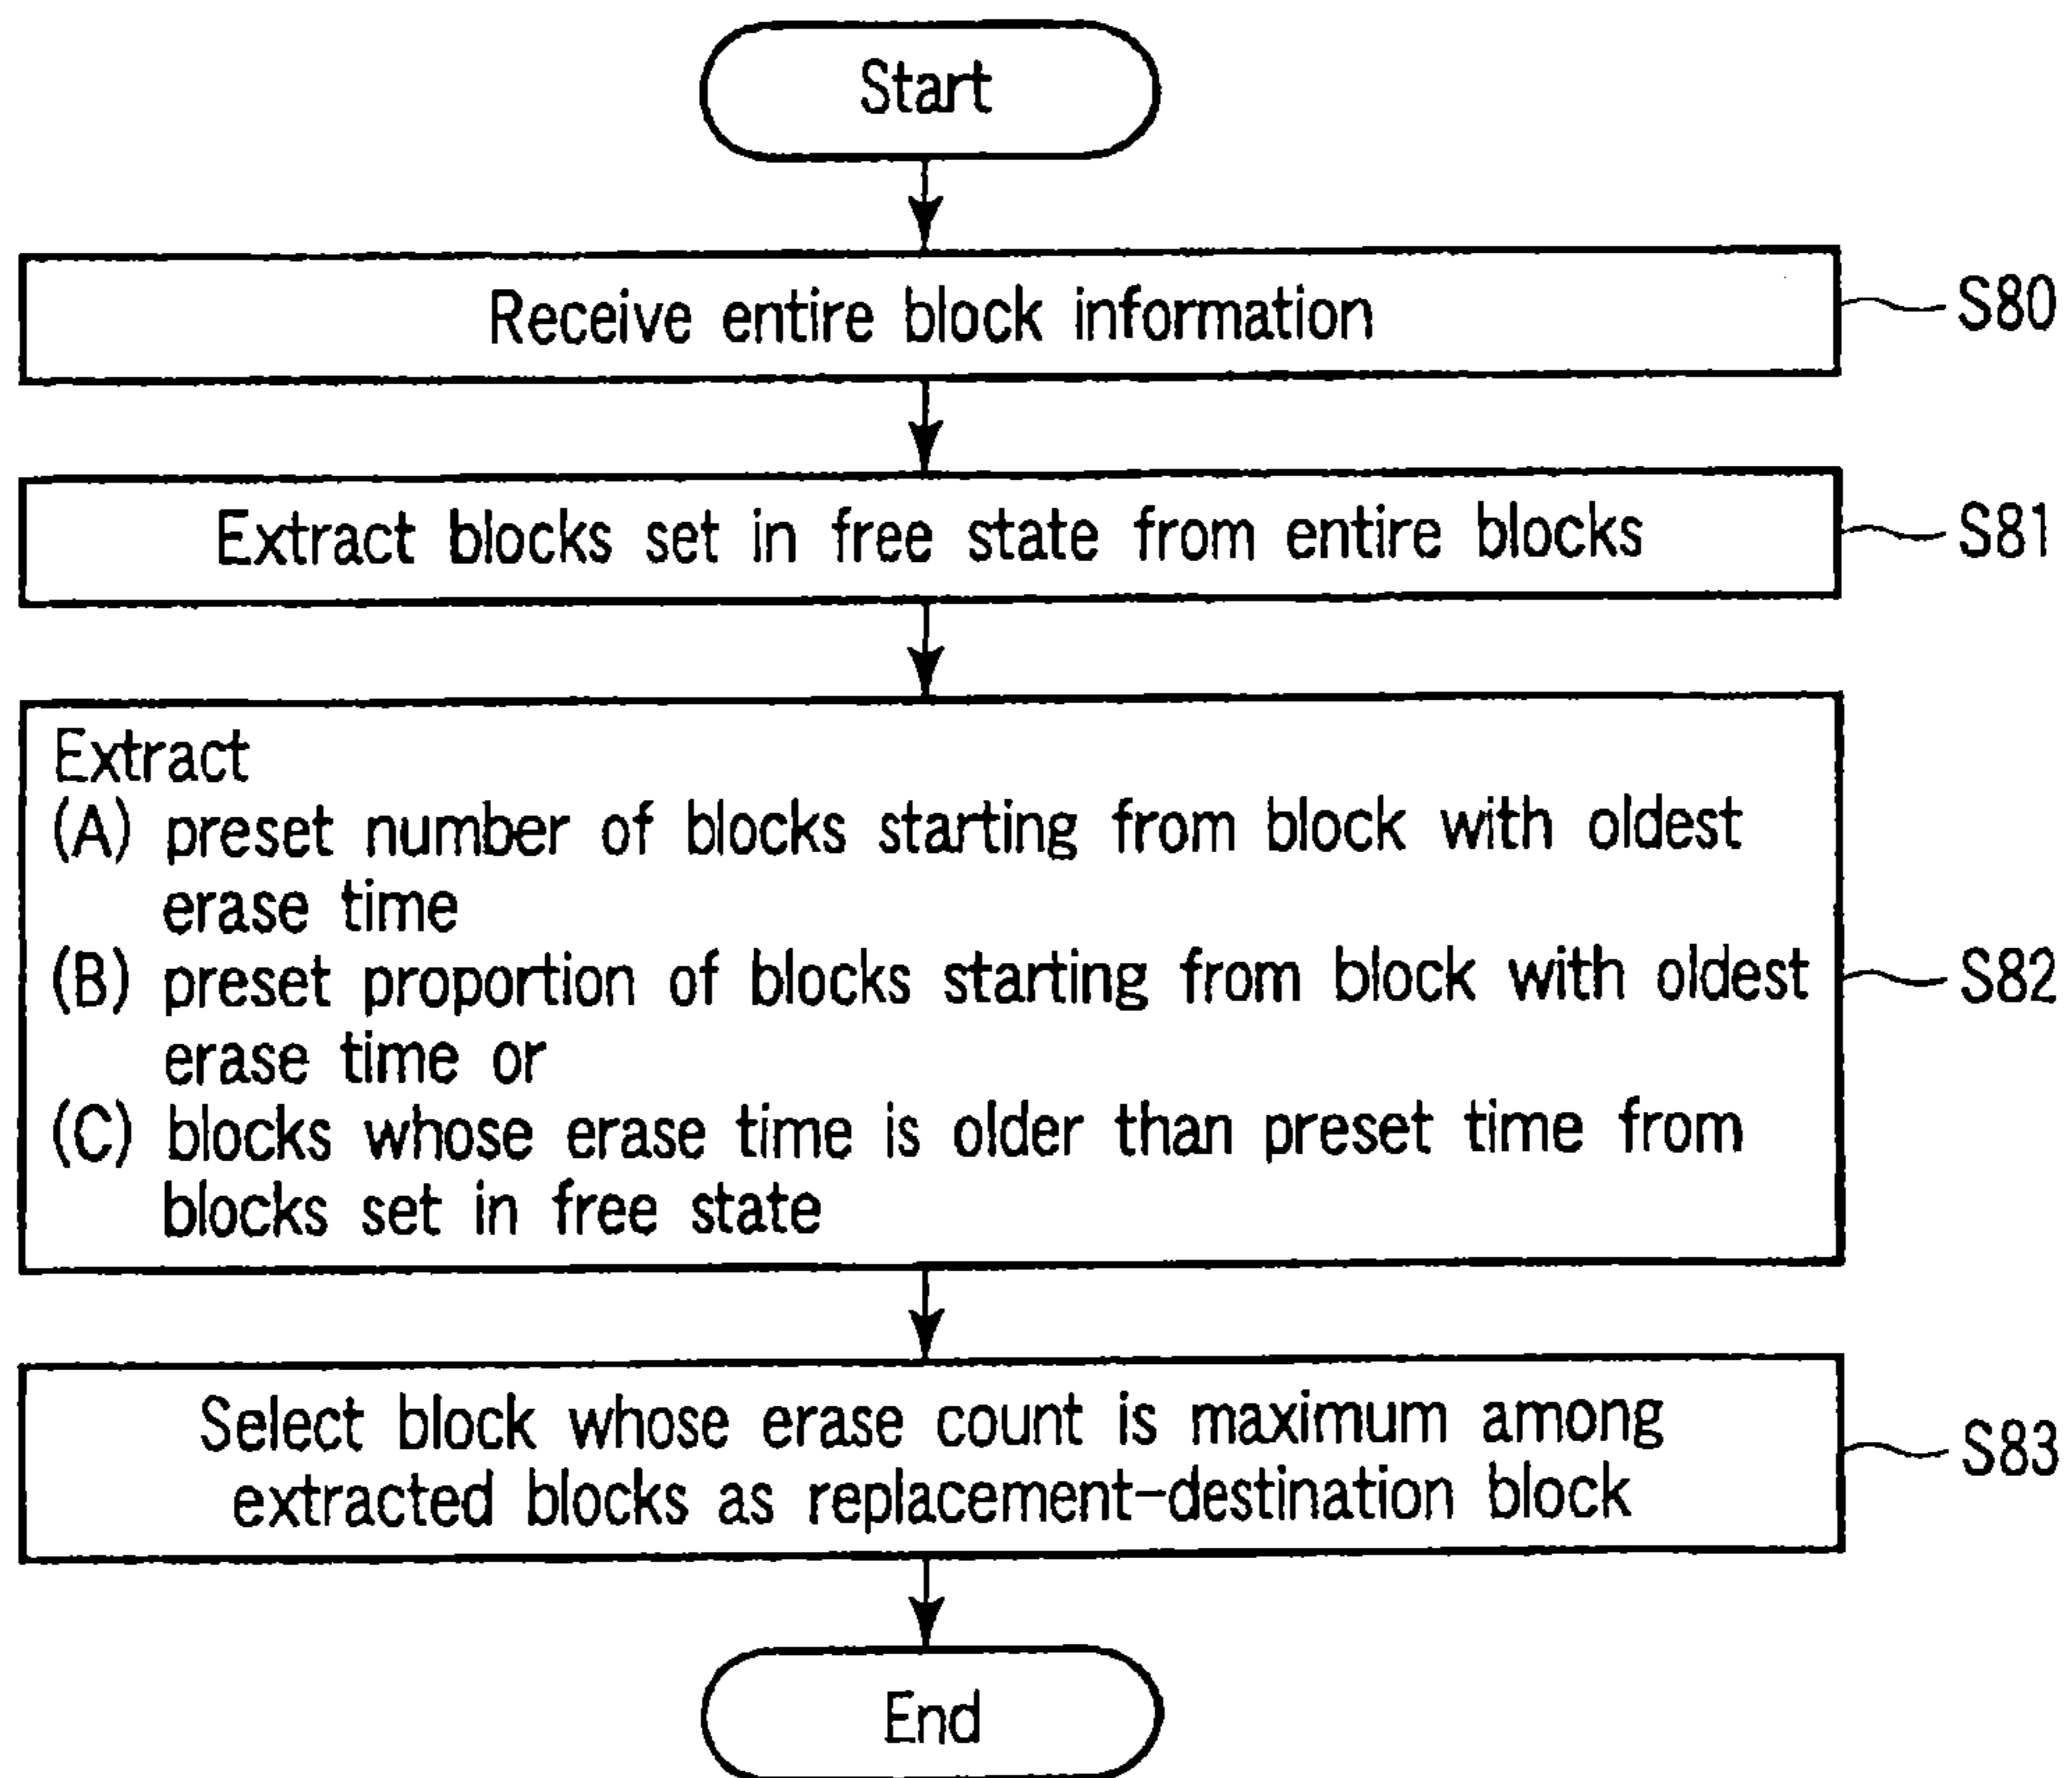 Start
Receive entire block information
S80
Extract blocks set in free state from entire blocks
S81
Extract
(A) preset number of blocks starting from block with oldest
erase time
(B) preset proportion of blocks starting from block with oldest
erase time or
(C) blocks whose erase time is older than preset time from
blocks set in free state
S82
Select block whose erase count is maximum among
extracted blocks as replacement-destination block
S83
End